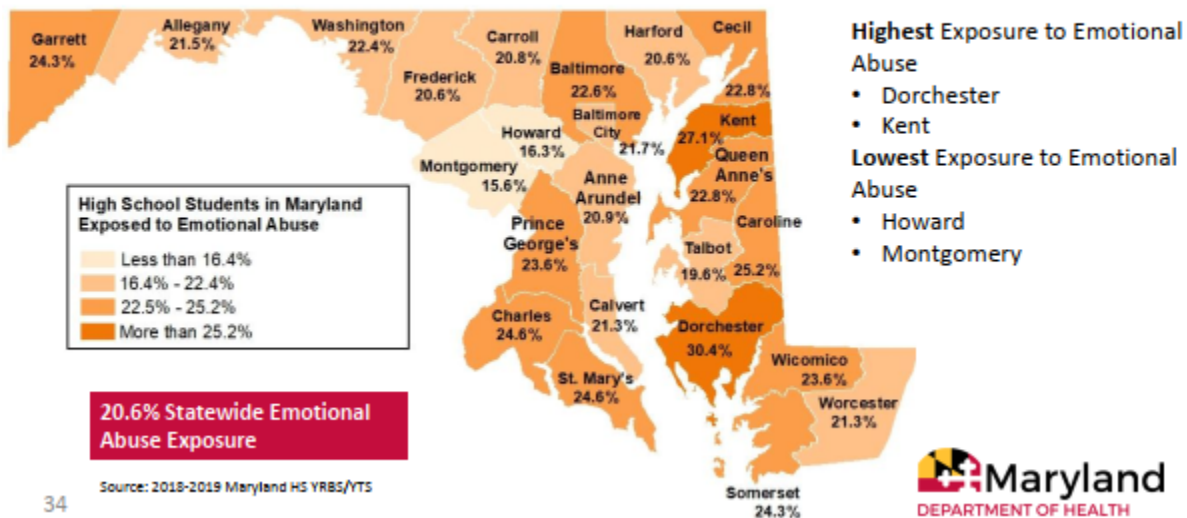 Garrett
24.3%
Allegany
21.5%
Washington
22.4%
Frederick
20.6%
Carroll
20.8%
Baltimore
22.6%
Baltimore
City
21.7%
Harford
20.6%
Cecil
22.8%
Kent
27.1%
Queen
Anne's
22.8%
Howard
16.3%
Montgomery
15.6%
Anne
Arundel
20.9%
Prince
George's
23.6%
Caroline
25.2%
Talbot
19.6%
Calvert
21.3%
Charles
24.6%
St. Mary's
24.6%
Dorchester
30.4%
Wicomico
23.6%
Worcester
21.3%
Somerset
24.3%
High School Students in Maryland
Exposed to Emotional Abuse
Less than 16.4%
16.4% - 22.4%
22.5% - 25.2%
More than 25.2%
20.6% Statewide Emotional
Abuse Exposure
Source: 2018-2019 Maryland HS YRBS/YTS
34
Highest Exposure to Emotional
Abuse
• Dorchester
• Kent
Lowest Exposure to Emotional
Abuse
• Howard
• Montgomery
Maryland
DEPARTMENT OF HEALTH